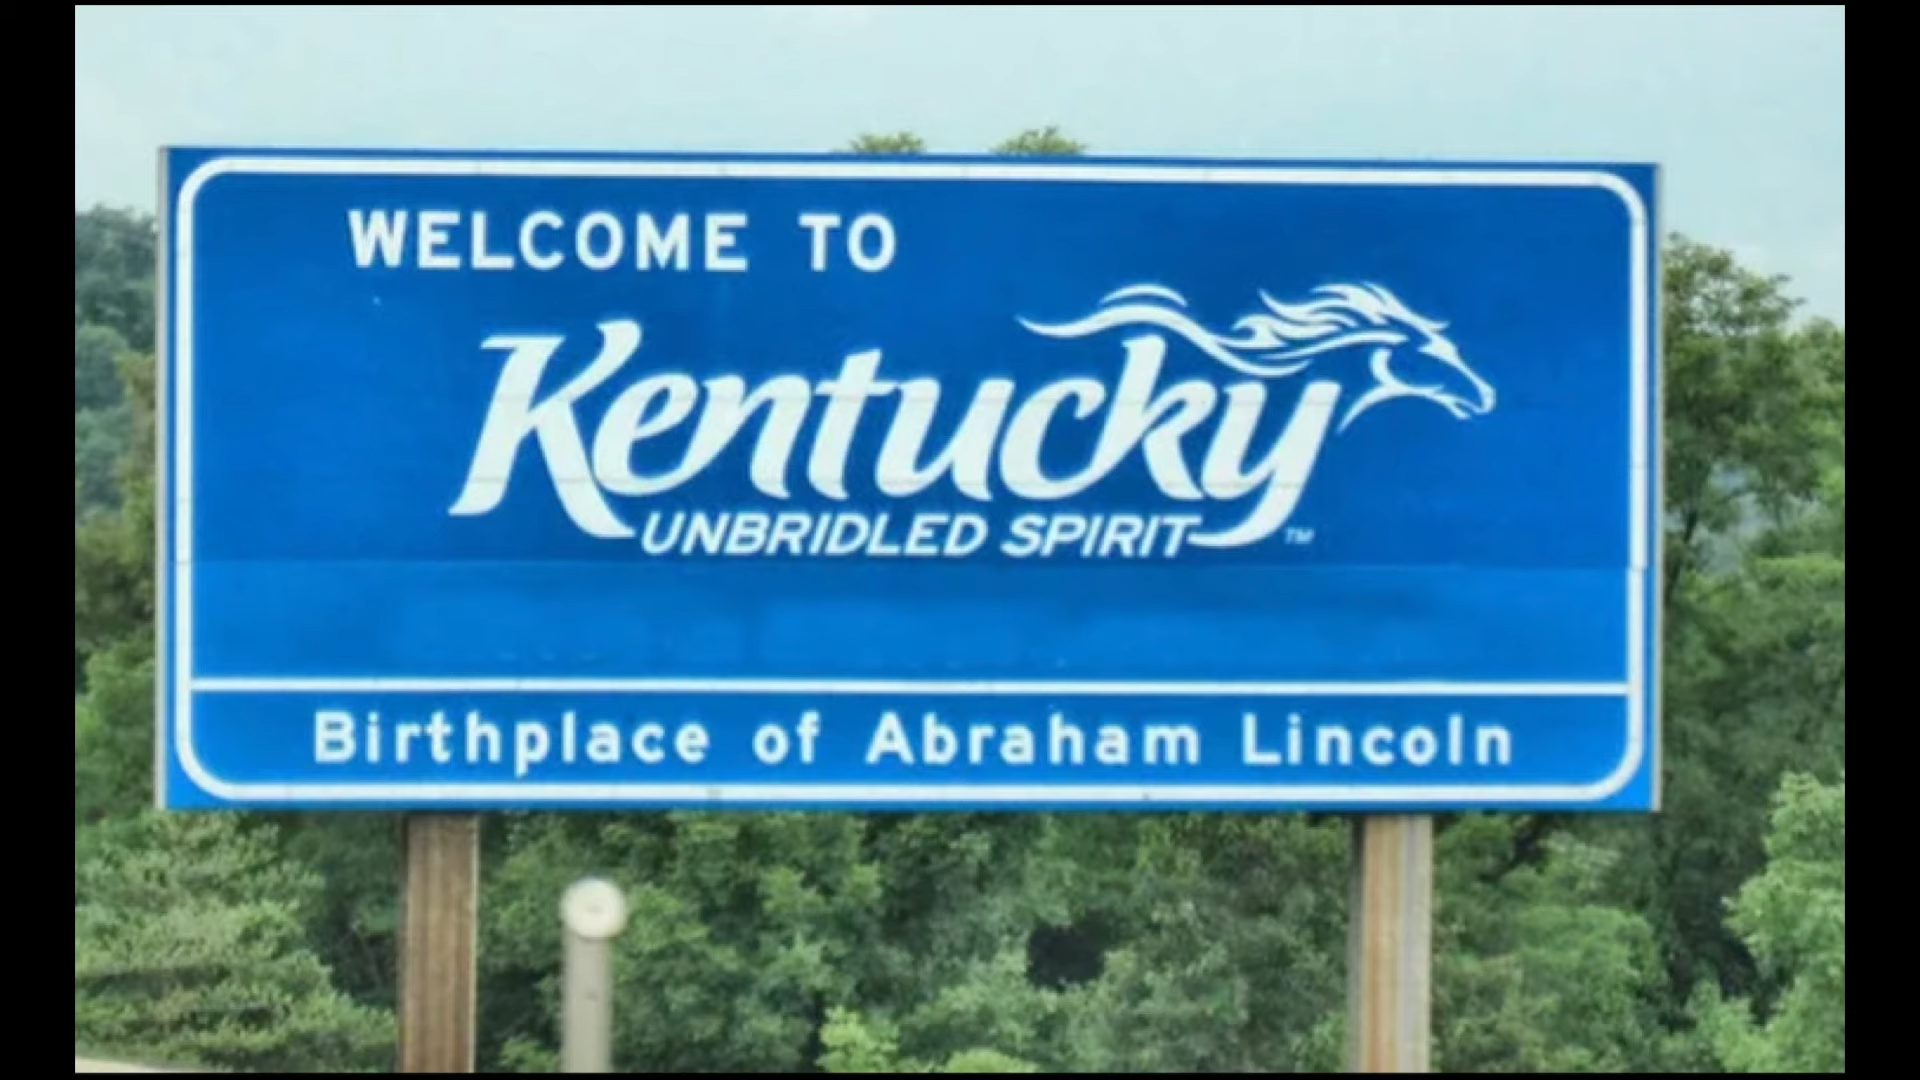 WELCOME TO
Kentucky
UNBRIDLED SPIRIT™
Birthplace of Abraham Lincoln